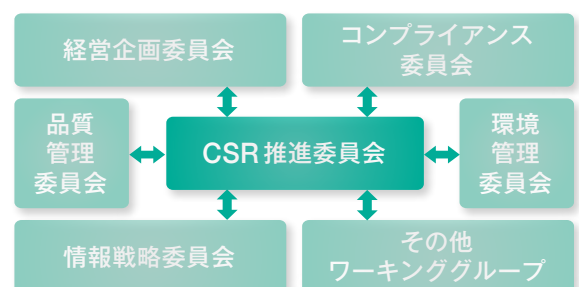 経営企画委員会
コンプライアンス
委員会
品質
管理
委員会
CSR推進委員会
環境
管理
委員会
情報戦略委員会
その他
ワーキンググループ